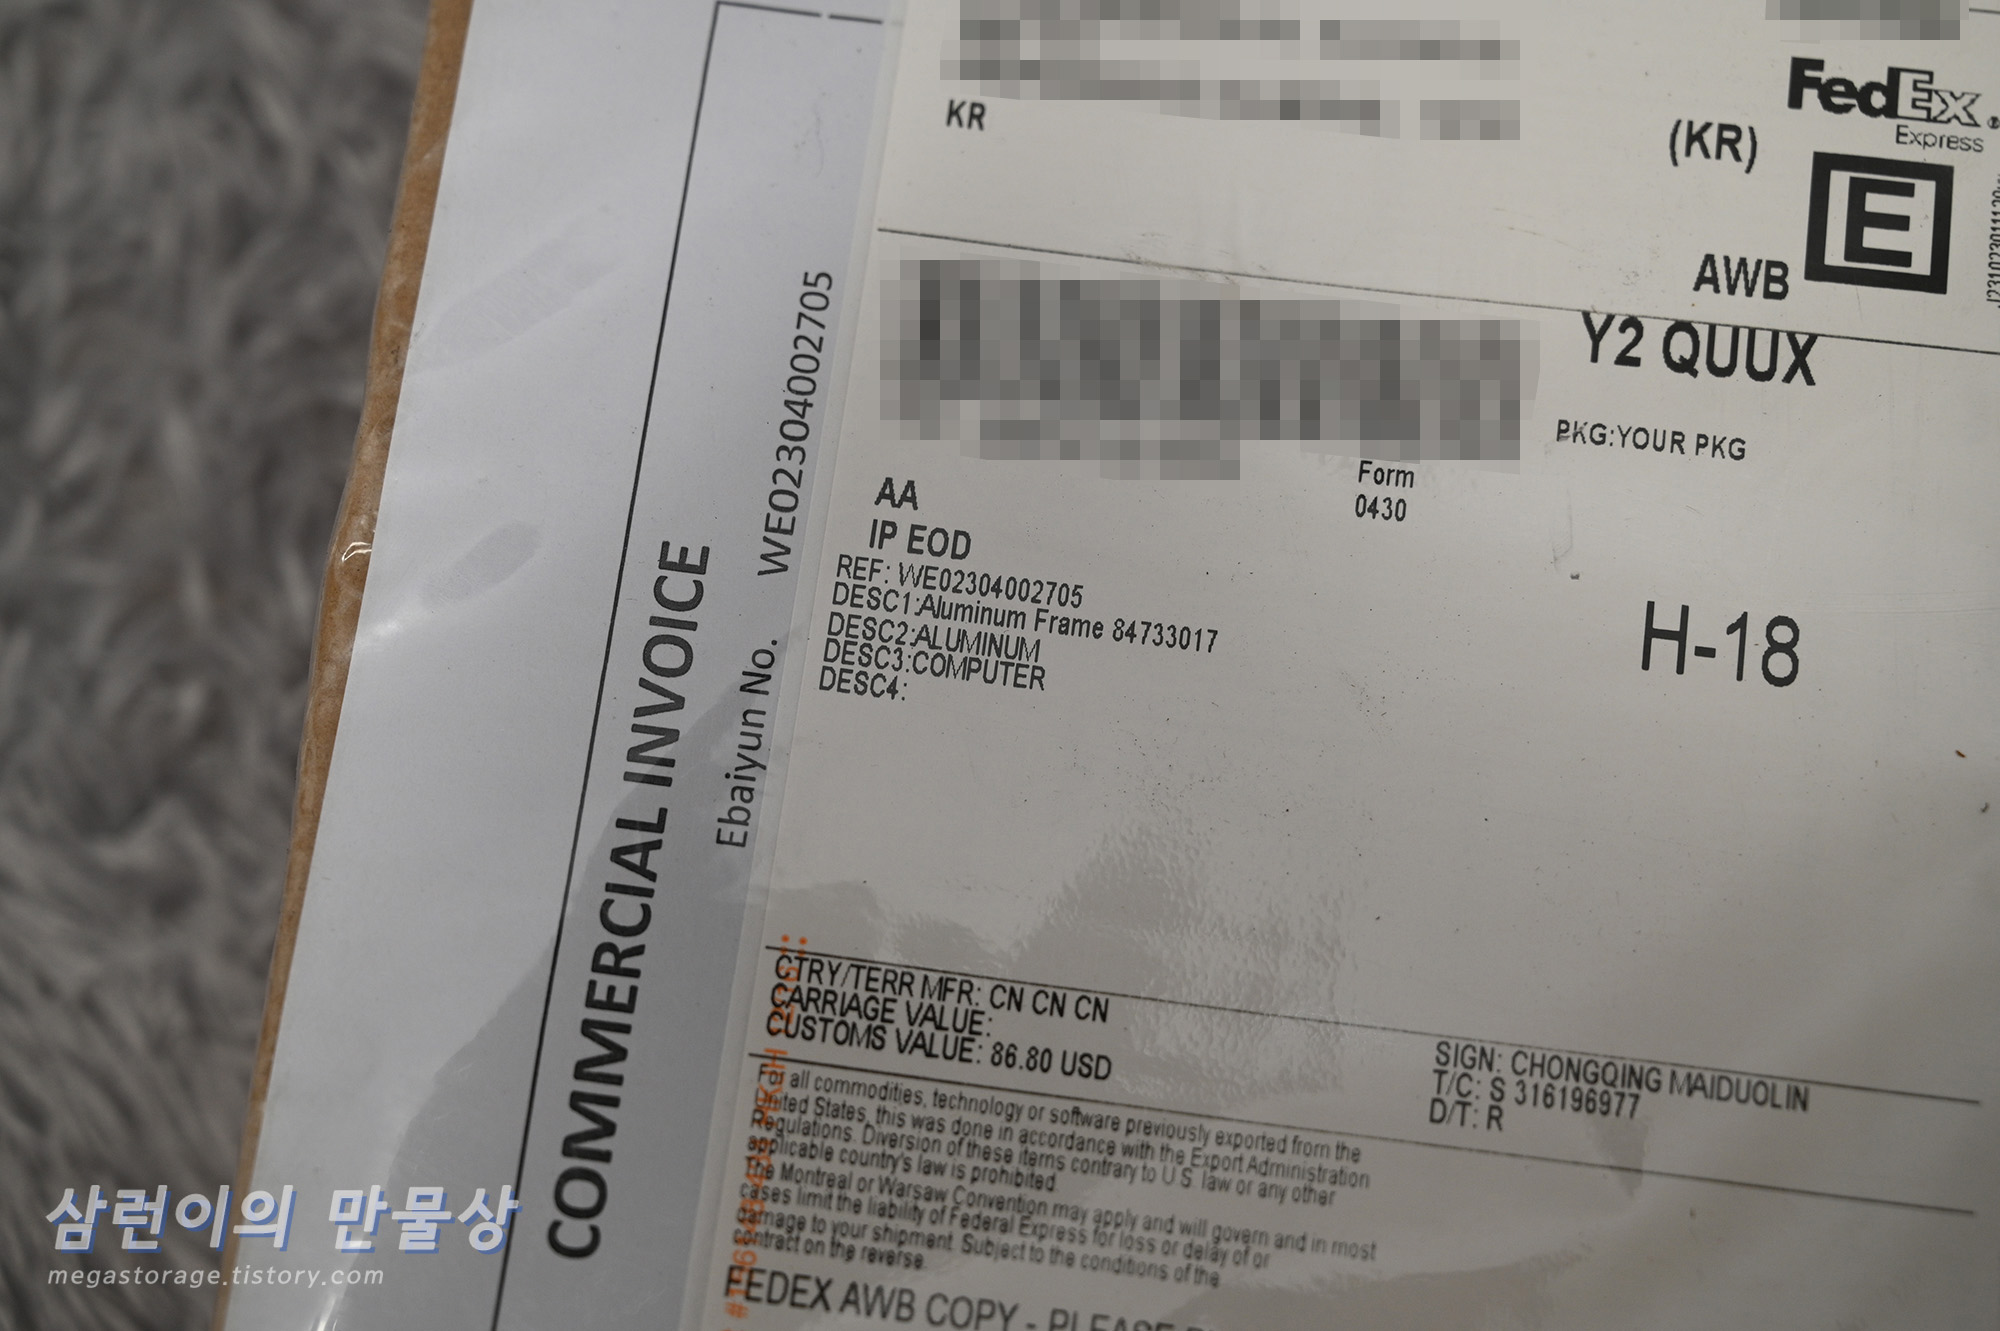 KR
(KR)
FedEx®
Express
E
AWB
Y2 QUUX
PKG:YOUR PKG
Form
0430
AA
IP EOD
REF: WE02304002705
DESC1:Aluminum Frame 84733017
DESC2:ALUMINUM
DESC3:COMPUTER
DESC4:
H-18
CTRY/TERR MFR: CN CN CN
CARRIAGE VALUE:
CUSTOMS VALUE: 86.80 USD
SIGN: CHONGQING MAIDUOLIN
T/C: S 316196977
D/T: R
For all commodities, technology or software previously exported from the
United States, this was done in accordance with the Export Administration
Regulations. Diversion of these items contrary to U.S. law or any other
applicable country's law is prohibited.
The Montreal or Warsaw Convention may apply and will govern and in most
cases limit the liability of Federal Express for loss or delay of or
damage to your shipment. Subject to the conditions of the
contract on the reverse.
FEDEX AWB COPY - PLEASE
COMMERCIAL INVOICE
Ebaiyun No. WE02304002705
삼런이의 만물상
megastorage.tistory.com